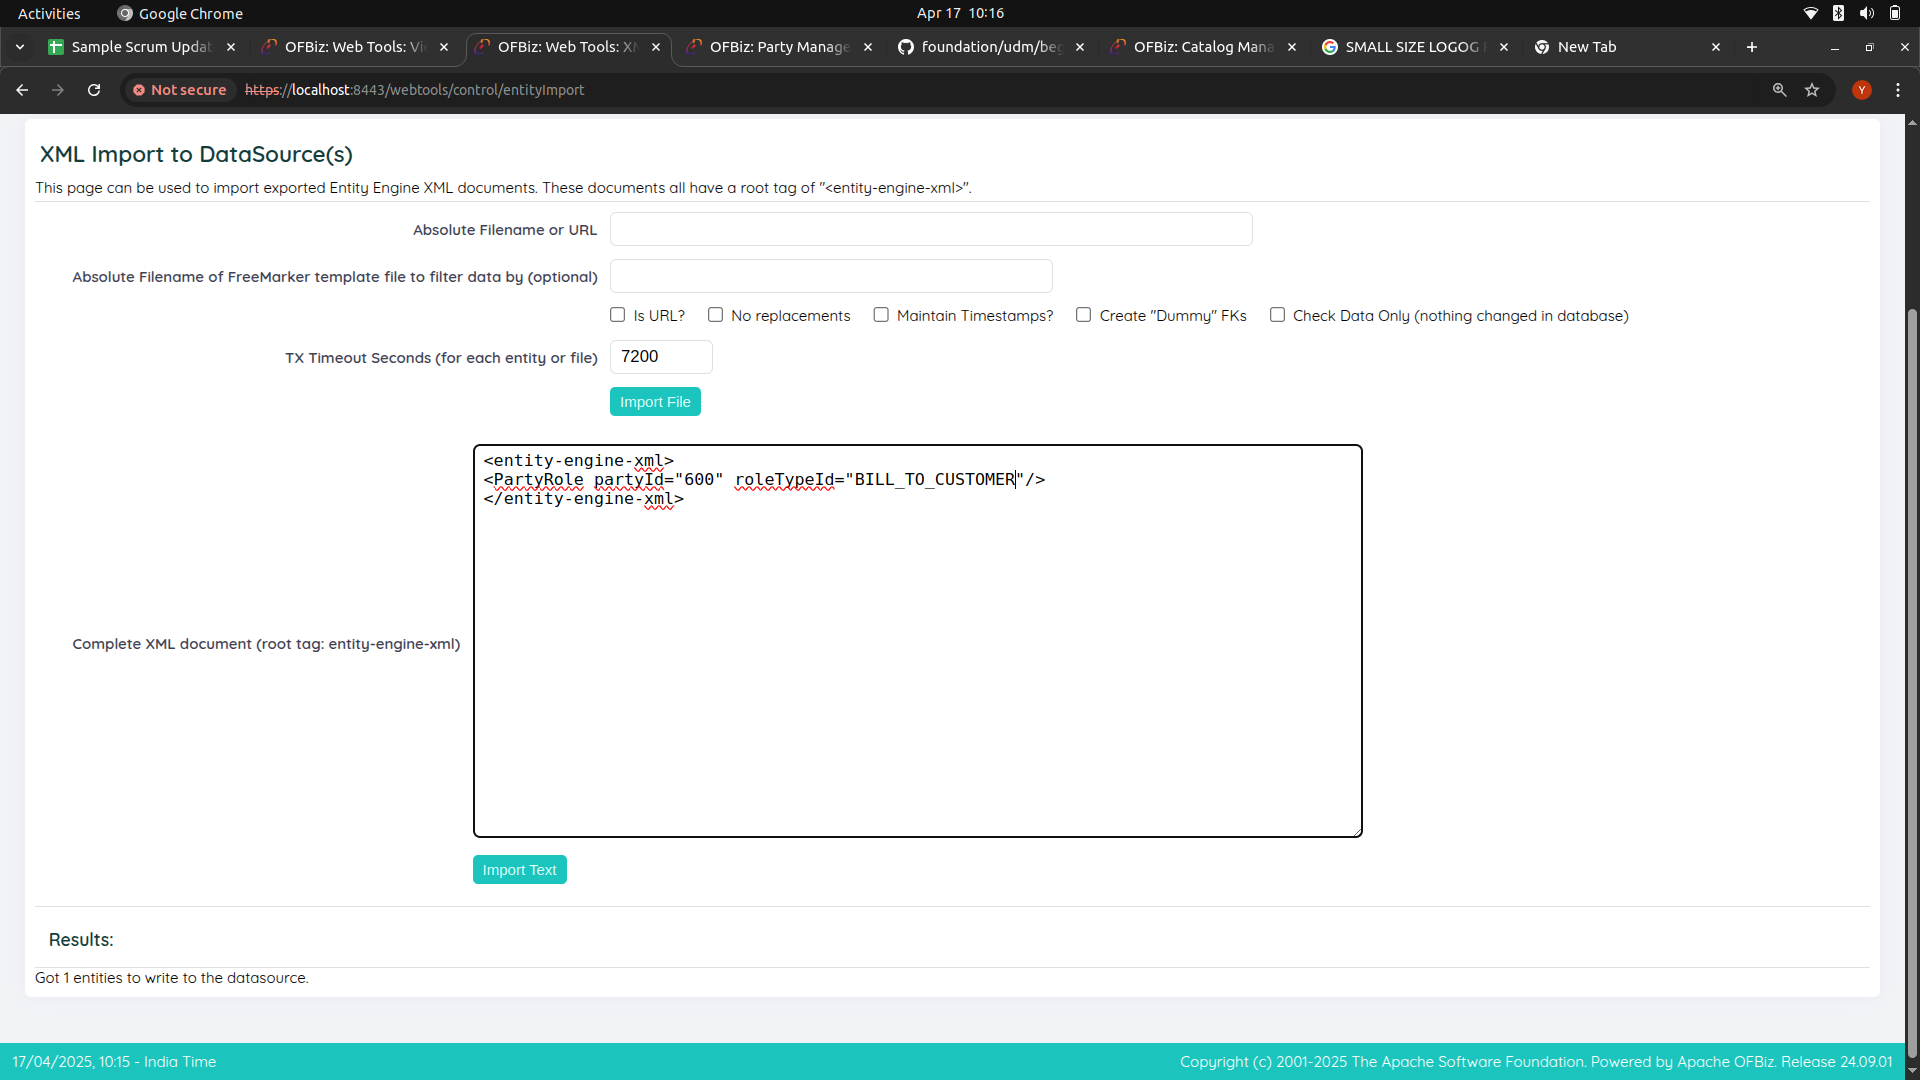 Activities
Google Chrome
Apr 17 10:16
Sample Scrum Updat
OFBiz: Web Tools: Vie
OFBiz: Web Tools: XM
OFBiz: Party Manage
foundation/udm/beg
OFBiz: Catalog Mana
SMALL SIZE LOGOG
New Tab
Not secure
https://localhost:8443/webtools/control/entityImport
Y
XML Import to DataSource(s)
This page can be used to import exported Entity Engine XML documents. These documents all have a root tag of "<entity-engine-xml>".
Absolute Filename or URL
Absolute Filename of FreeMarker template file to filter data by (optional)
Is URL? No replacements Maintain Timestamps? Create "Dummy" FKs Check Data Only (nothing changed in database)
TX Timeout Seconds (for each entity or file) 7200
Import File
<entity-engine-xml>
<PartyRole partyId="600" roleTypeId="BILL_TO_CUSTOMER"/>
</entity-engine-xml>
Complete XML document (root tag: entity-engine-xml)
Import Text
Results:
Got 1 entities to write to the datasource.
17/04/2025, 10:15 - India Time
Copyright (c) 2001-2025 The Apache Software Foundation. Powered by Apache OFBiz. Release 24.09.01